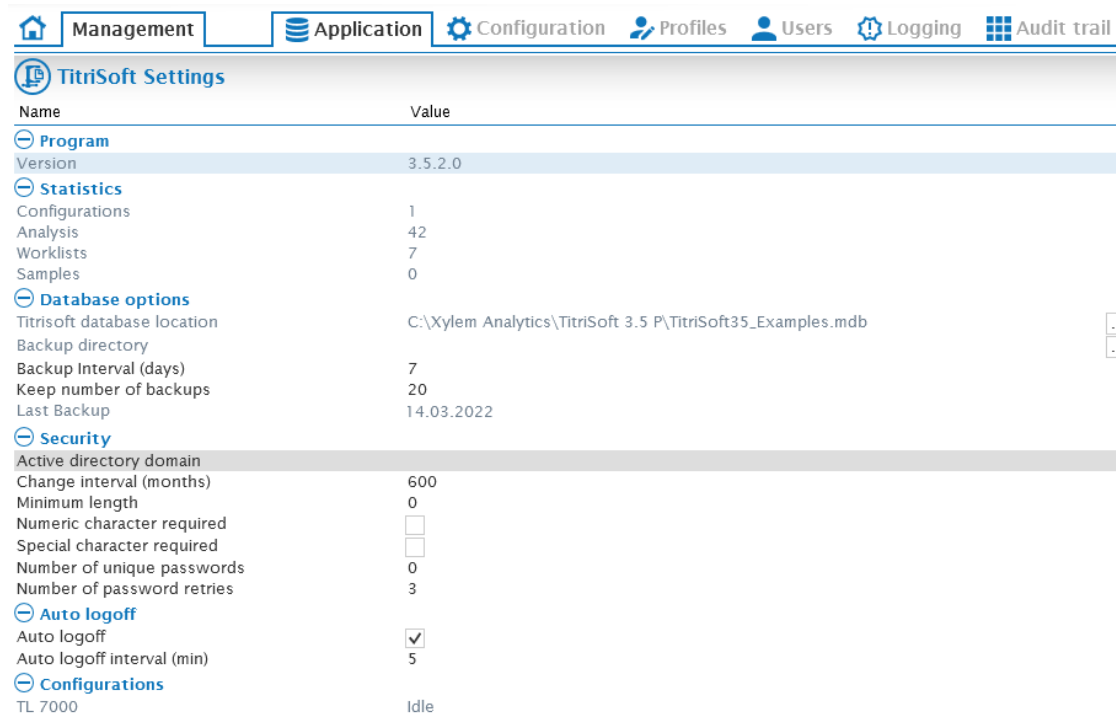 Management Application Configuration Profiles Users Logging Audit trail
TitriSoft Settings
Name Value
Program
Version 3.5.2.0
Statistics
Configurations 1
Analysis 42
Worklists 7
Samples 0
Database options
Titrisoft database location C:\Xylem Analytics\TitriSoft 3.5 P\TitriSoft35_Examples.mdb
Backup directory
Backup Interval (days) 7
Keep number of backups 20
Last Backup 14.03.2022
Security
Active directory domain
Change interval (months) 600
Minimum length 0
Numeric character required
Special character required
Number of unique passwords 0
Number of password retries 3
Auto logoff
Auto logoff
Auto logoff interval (min) 5
Configurations
TL 7000 Idle